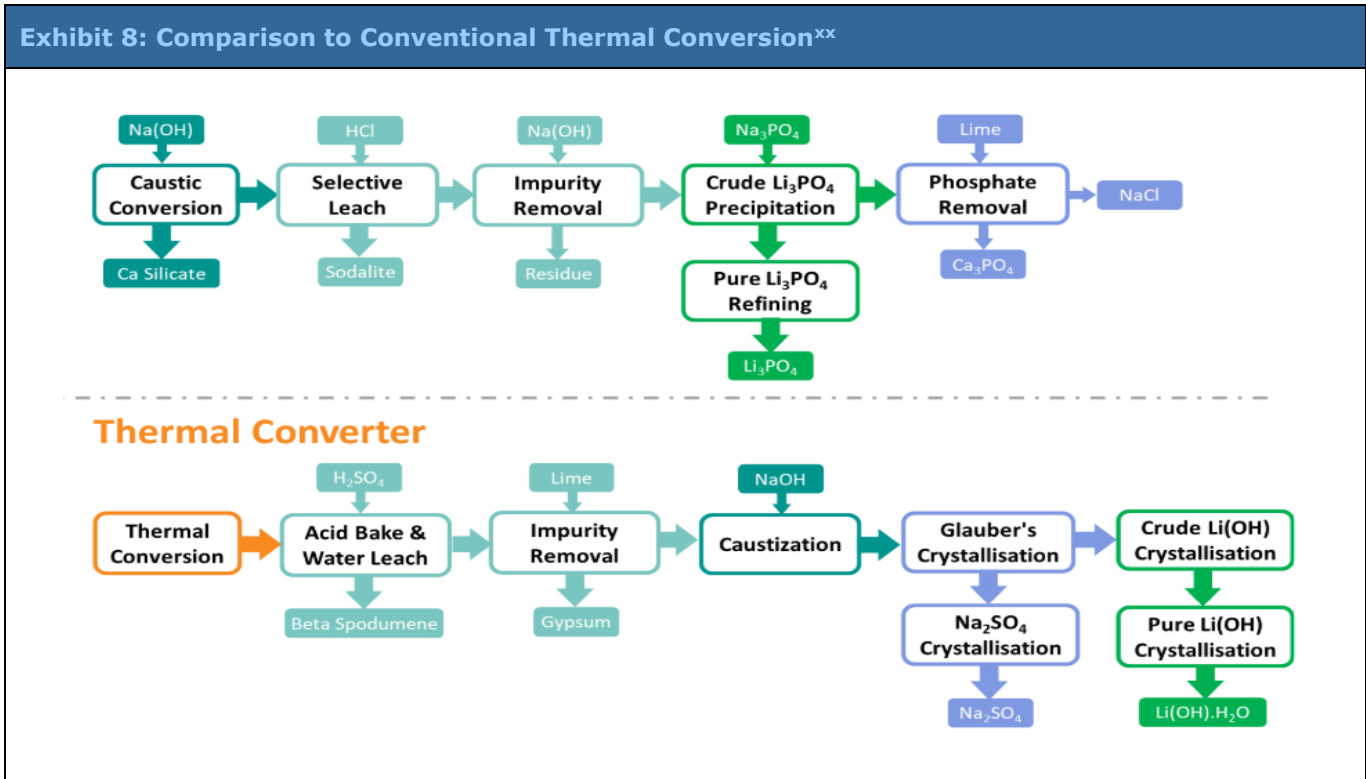 Exhibit 8: Comparison to Conventional Thermal Conversionˣˣ
Na(OH)
HCl
Na(OH)
Na₃PO₄
Lime
Caustic
Conversion
Selective
Leach
Impurity
Removal
Crude Li₃PO₄
Precipitation
Phosphate
Removal
NaCl
Ca Silicate
Sodalite
Residue
Pure Li₃PO₄
Refining
Ca₃PO₄
Li₃PO₄
Thermal Converter
H₂SO₄
Lime
NaOH
Thermal
Conversion
Acid Bake &
Water Leach
Impurity
Removal
Caustization
Glauber's
Crystallisation
Crude Li(OH)
Crystallisation
Beta Spodumene
Gypsum
Na₂SO₄
Crystallisation
Pure Li(OH)
Crystallisation
Na₂SO₄
Li(OH).H₂O